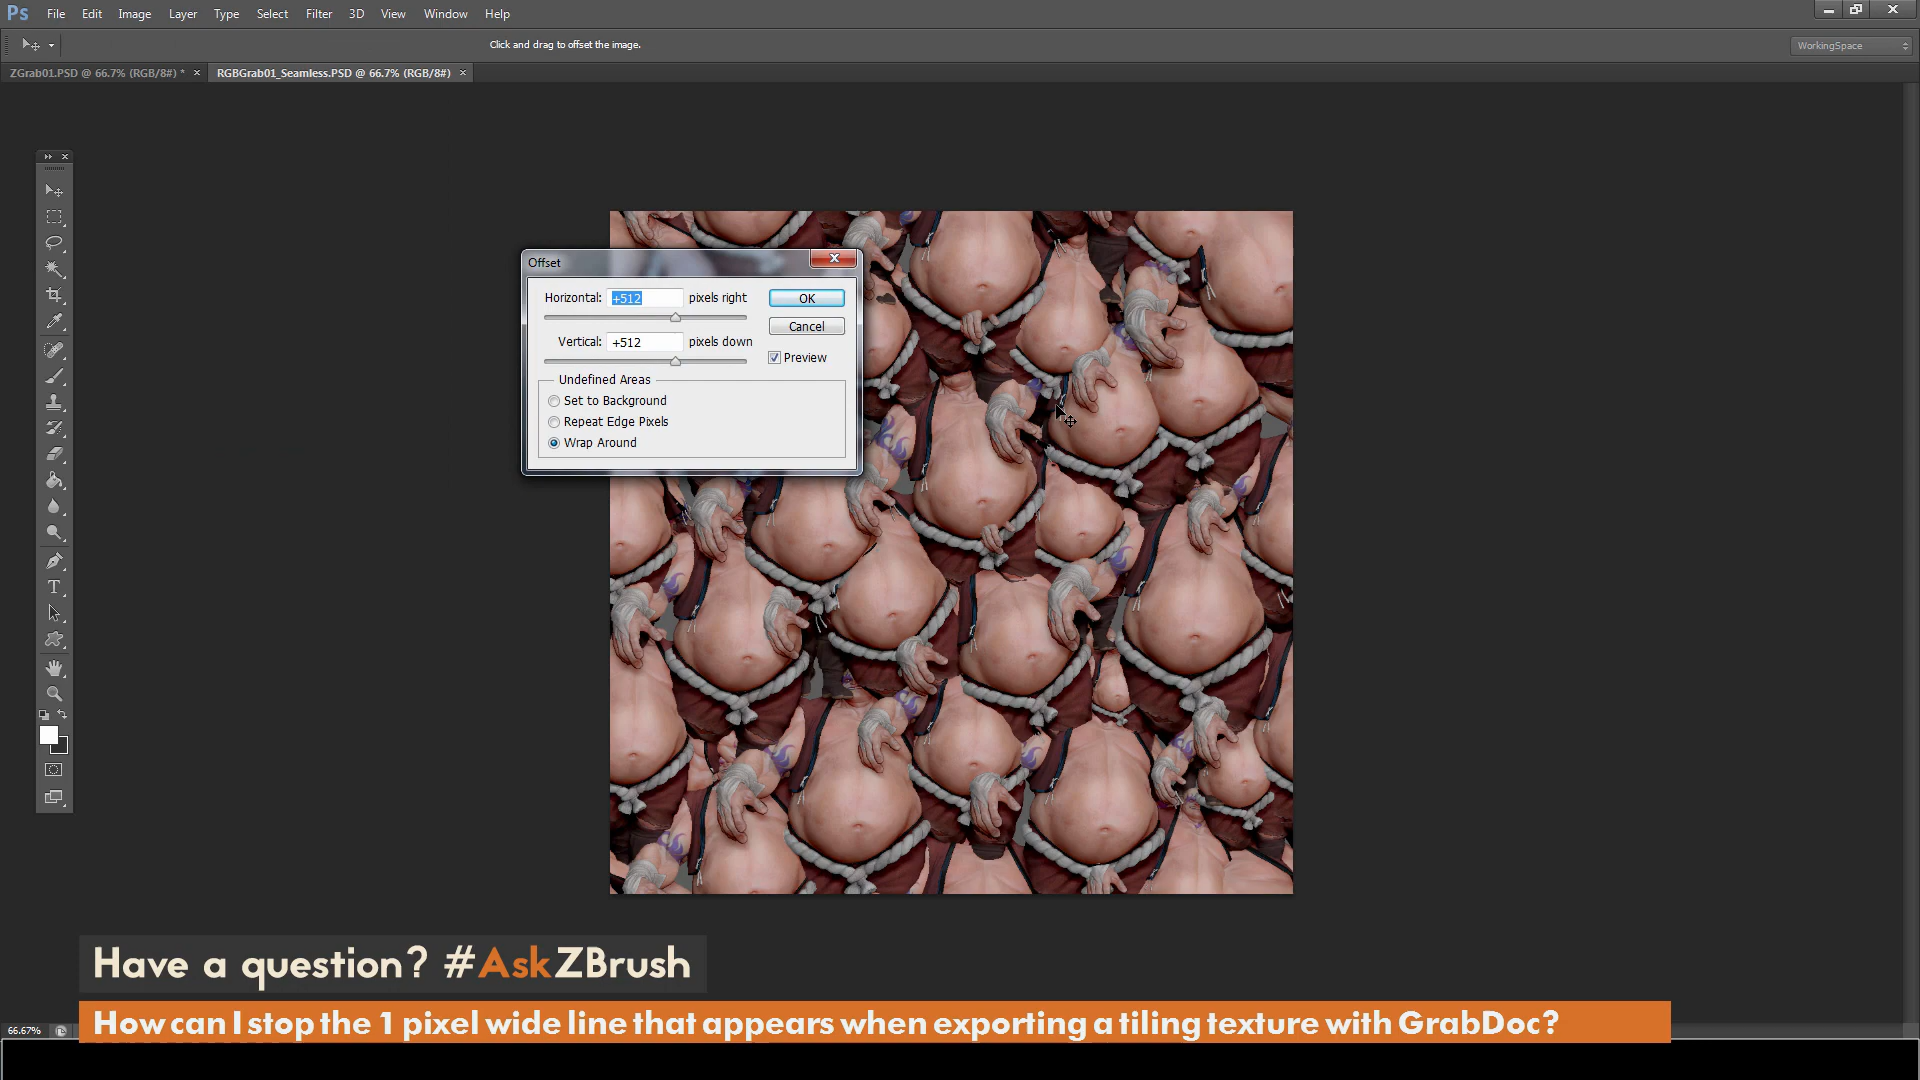 Ps File Edit Image Layer Type Select Filter 3D View Window Help
Click and drag to offset the image.
WorkingSpace
ZGrab01.PSD @ 66.7% (RGB/8#) * × RGBGrab01_Seamless.PSD @ 66.7% (RGB/8#) ×
Offset
Horizontal: +512 pixels right OK
Cancel
Vertical: +512 pixels down
Preview
Undefined Areas
Set to Background
Repeat Edge Pixels
Wrap Around
T
Have a question? #AskZBrush
How can I stop the 1 pixel wide line that appears when exporting a tiling texture with GrabDoc?
66.67%